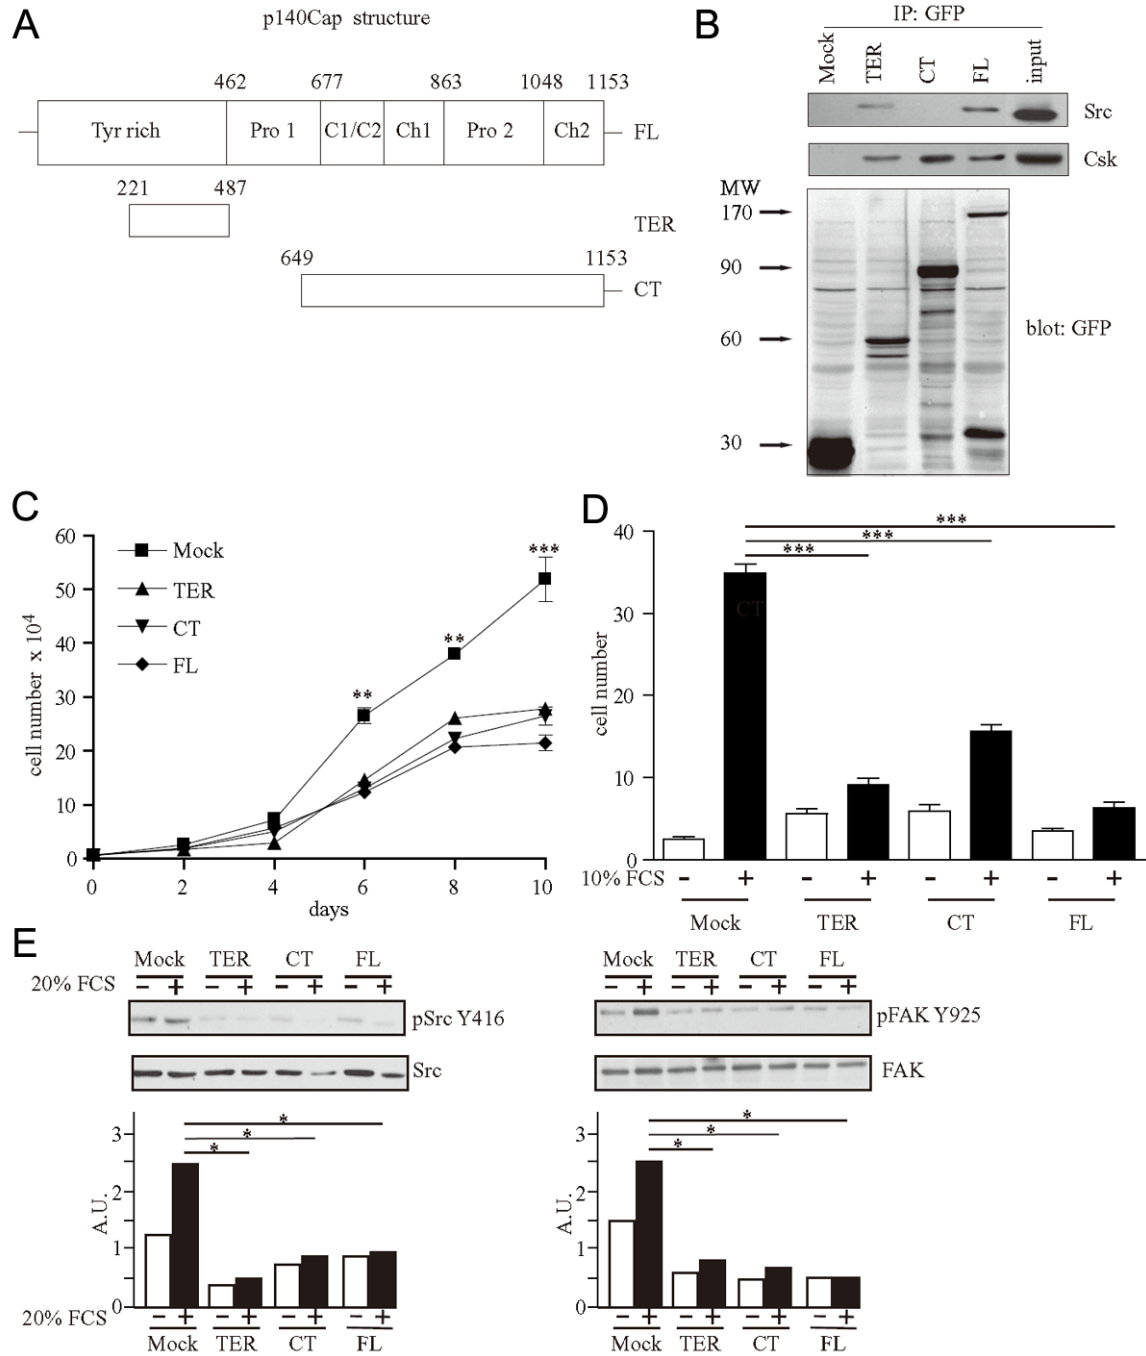 A
p140Cap structure
462 677 863 1048 1153
Tyr rich Pro 1 C1/C2 Ch1 Pro 2 Ch2 FL
221 487
TER
649 1153
CT
B
IP: GFP
Mock TER CT FL input
Src
Csk
MW
170
90
60
30
blot: GFP
C
60
50
40
30
20
10
0
cell number x 10⁴
Mock
TER
CT
FL
**
**
***
0 2 4 6 8 10
days
D
40
30
20
10
0
cell number
***
***
***
CT
10% FCS - + - + - + - +
Mock TER CT FL
E
Mock TER CT FL
20% FCS - + - + - + - +
pSrc Y416
Src
3
2
1
0
A.U.
*
*
*
20% FCS - + - + - + - +
Mock TER CT FL
Mock TER CT FL
- + - + - + - +
pFAK Y925
FAK
3
2
1
0
A.U.
*
*
*
- + - + - + - +
Mock TER CT FL